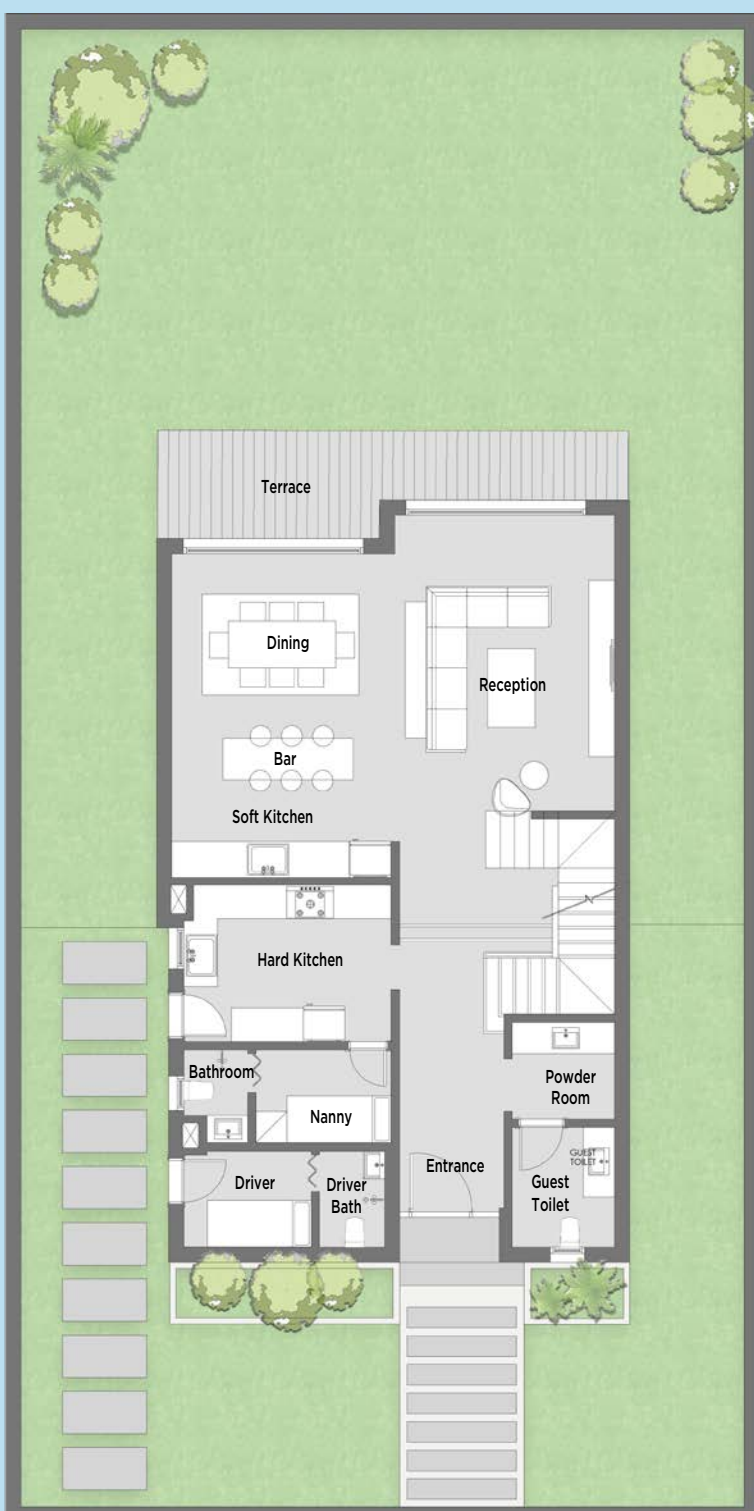 Terrace
Dining
Reception
Bar
Soft Kitchen
Hard Kitchen
Bathroom
Powder
Room
Nanny
GUEST
TOILET
Entrance
Driver
Driver
Bath
Guest
Toilet